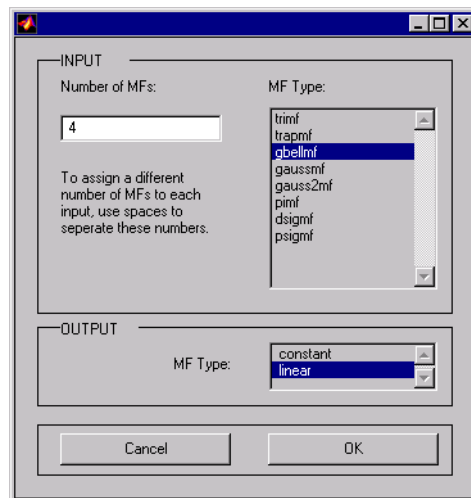 INPUT
Number of MFs:
4
To assign a different
number of MFs to each
input, use spaces to
seperate these numbers.
MF Type:
trimf
trapmf
gbellmf
gaussmf
gauss2mf
pimf
dsigmf
psigmf
OUTPUT
MF Type:
constant
linear
Cancel
OK